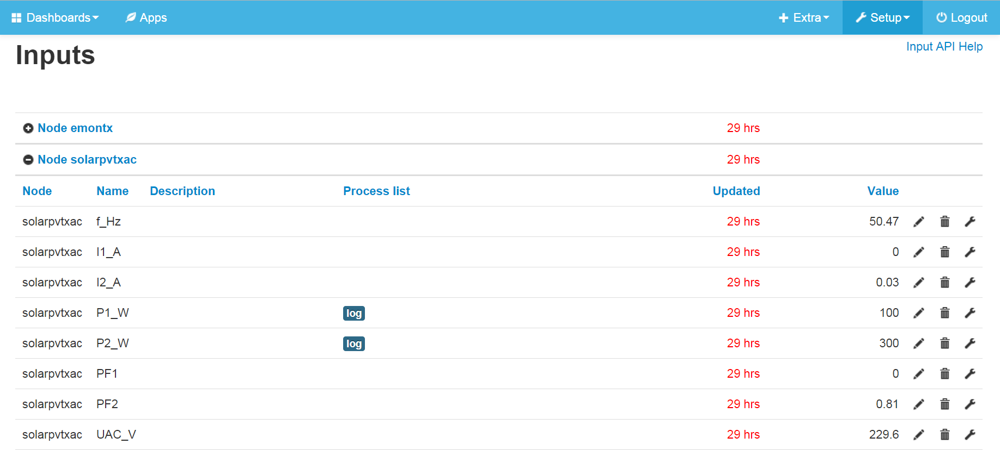 Dashboards Apps Extra Setup Logout
Inputs Input API Help
Node emontx 29 hrs
Node solarpvtxac 29 hrs
Node Name Description Process list Updated Value
solarpvtxac f_Hz 29 hrs 50.47
solarpvtxac I1_A 29 hrs 0
solarpvtxac I2_A 29 hrs 0.03
solarpvtxac P1_W log 29 hrs 100
solarpvtxac P2_W log 29 hrs 300
solarpvtxac PF1 29 hrs 0
solarpvtxac PF2 29 hrs 0.81
solarpvtxac UAC_V 29 hrs 229.6